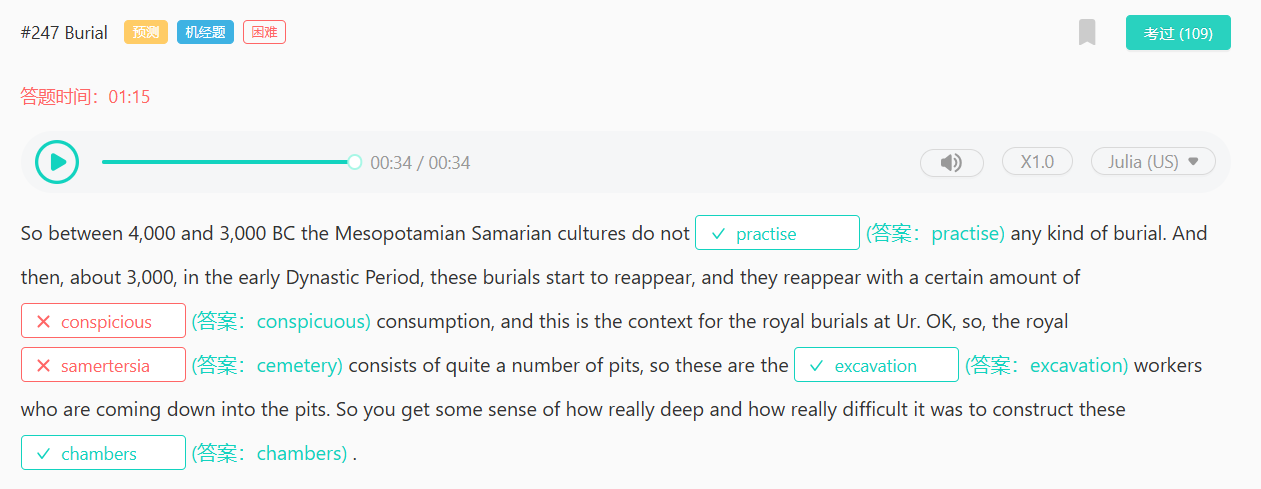 #247 Burial 预测 机经题 困难 考过 (109)
答题时间：01:15
00:34 / 00:34 X1.0 Julia (US)
So between 4,000 and 3,000 BC the Mesopotamian Samarian cultures do not practise (答案：practise) any kind of burial. And
then, about 3,000, in the early Dynastic Period, these burials start to reappear, and they reappear with a certain amount of
conspicious (答案：conspicuous) consumption, and this is the context for the royal burials at Ur. OK, so, the royal
samertersia (答案：cemetery) consists of quite a number of pits, so these are the excavation (答案：excavation) workers
who are coming down into the pits. So you get some sense of how really deep and how really difficult it was to construct these
chambers (答案：chambers) .